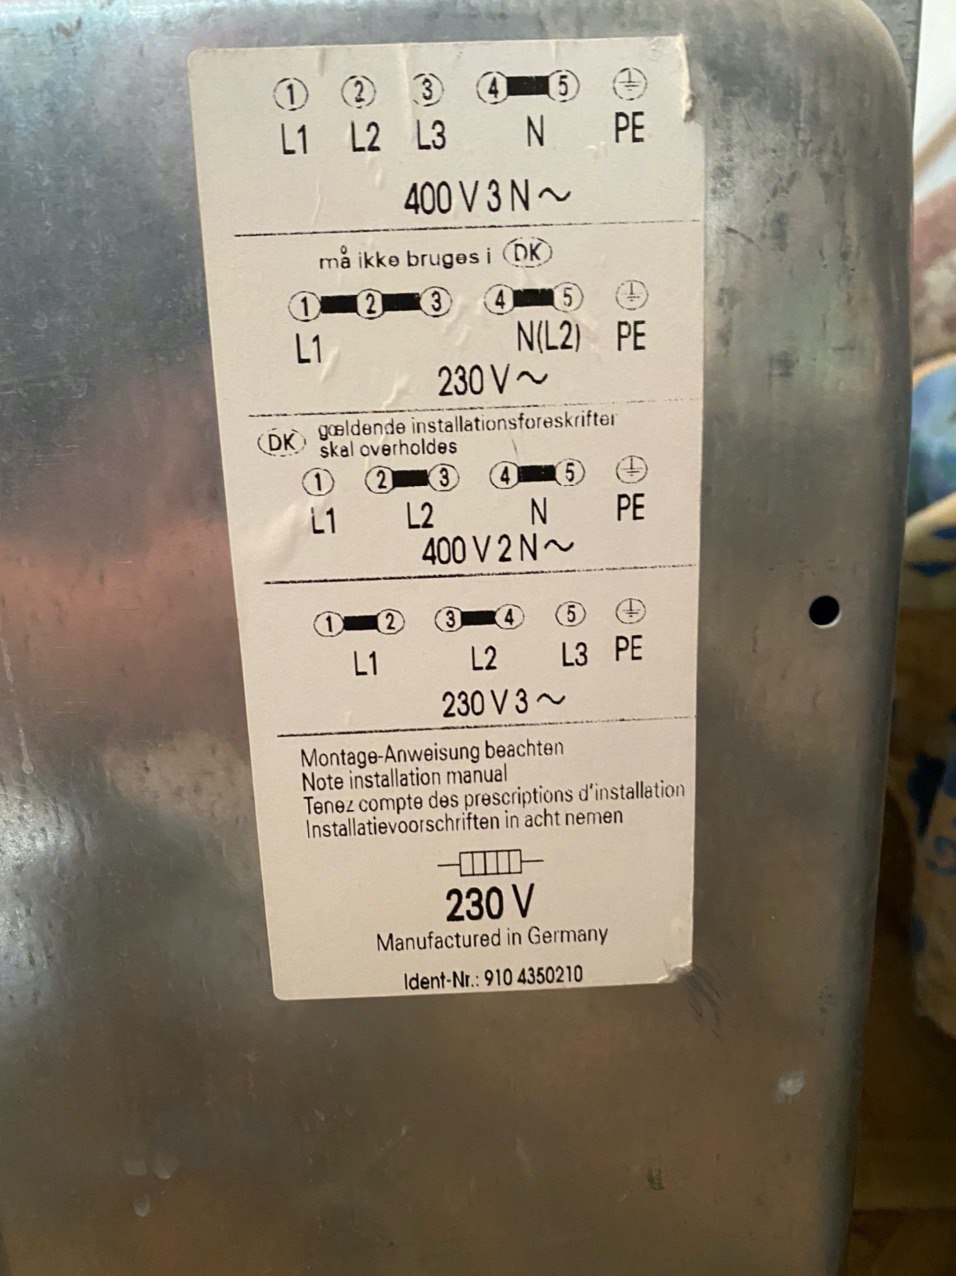 1 2 3 4 5
L1 L2 L3 N PE
400 V 3 N ~
må ikke bruges i DK
1 2 3 4 5
L1 N(L2) PE
230 V ~
DK gældende installationsforeskrifter
skal overholdes
1 2 3 4 5
L1 L2 N PE
400 V 2 N ~
1 2 3 4 5
L1 L2 L3 PE
230 V 3 ~
Montage-Anweisung beachten
Note installation manual
Tenez compte des prescriptions d'installation
Installatievoorschriften in acht nemen
230 V
Manufactured in Germany
Ident-Nr.: 910 4350210